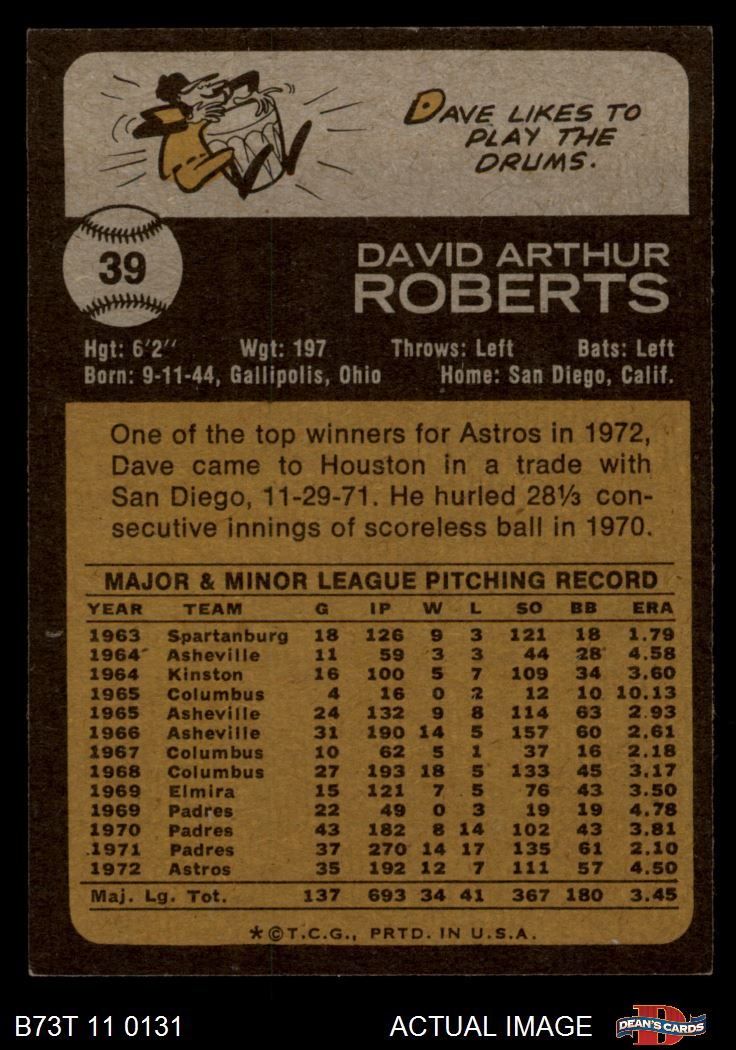 DAVE LIKES TO
PLAY THE
DRUMS.
39
DAVID ARTHUR
ROBERTS
Hgt: 6'2" Wgt: 197 Throws: Left Bats: Left
Born: 9-11-44, Gallipolis, Ohio Home: San Diego, Calif.
One of the top winners for Astros in 1972,
Dave came to Houston in a trade with
San Diego, 11-29-71. He hurled 28⅓ con-
secutive innings of scoreless ball in 1970.
MAJOR & MINOR LEAGUE PITCHING RECORD
YEAR TEAM G IP W L SO BB ERA
1963 Spartanburg 18 126 9 3 121 18 1.79
1964 Asheville 11 59 3 3 44 28 4.58
1964 Kinston 16 100 5 7 109 34 3.60
1965 Columbus 4 16 0 2 12 10 10.13
1965 Asheville 24 132 9 8 114 63 2.93
1966 Asheville 31 190 14 5 157 60 2.61
1967 Columbus 10 62 5 1 37 16 2.18
1968 Columbus 27 193 18 5 133 45 3.17
1969 Elmira 15 121 7 5 76 43 3.50
1969 Padres 22 49 0 3 19 19 4.78
1970 Padres 43 182 8 14 102 43 3.81
1971 Padres 37 270 14 17 135 61 2.10
1972 Astros 35 192 12 7 111 57 4.50
Maj. Lg. Tot. 137 693 34 41 367 180 3.45
*©T.C.G., PRTD. IN U.S.A.
B73T 11 0131 ACTUAL IMAGE D DEAN'S CARDS